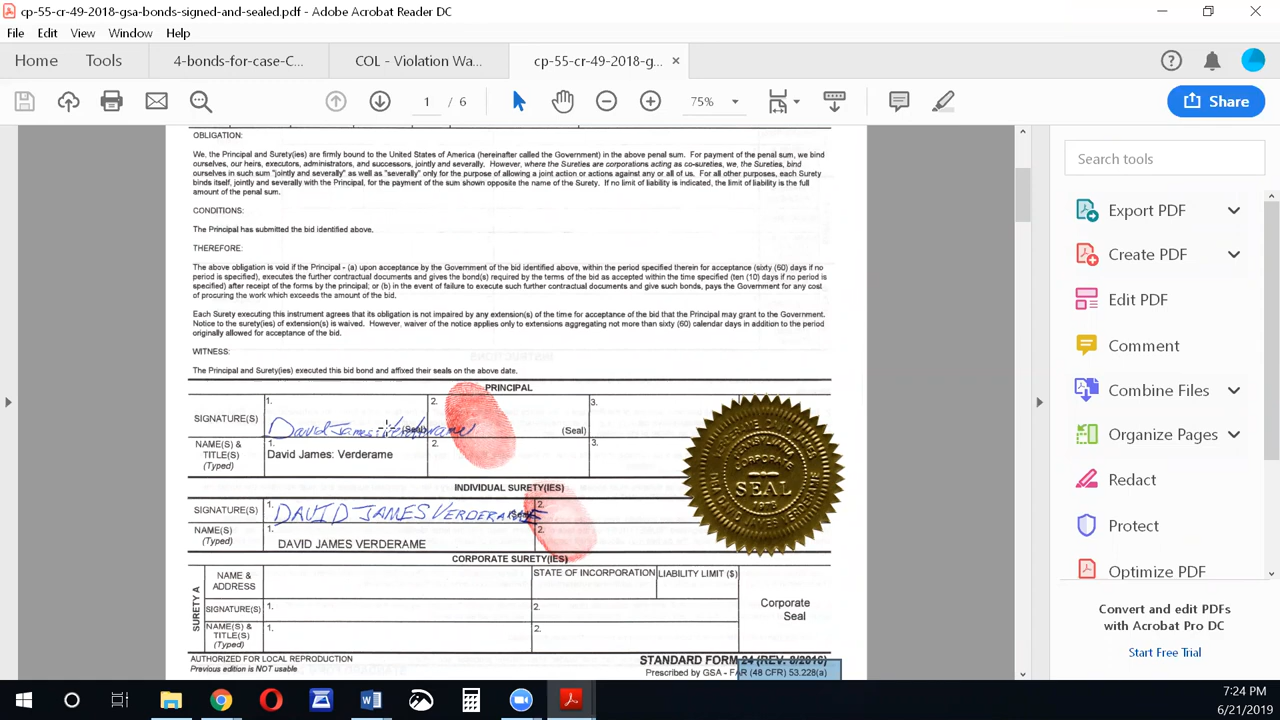 cp-55-cr-49-2018-gsa-bonds-signed-and-sealed.pdf - Adobe Acrobat Reader DC
File Edit View Window Help
Home Tools 4-bonds-for-case-C... COL - Violation Wa... cp-55-cr-49-2018-g... ×
1 / 6 75% Share
OBLIGATION:
We, the Principal and Surety(ies) are firmly bound to the United States of America (hereinafter called the Government) in the above penal sum. For payment of the penal sum, we bind
ourselves, our heirs, executors, administrators, and successors, jointly and severally. However, where the Sureties are corporations acting as co-sureties, we, the Sureties, bind
ourselves in such sum "jointly and severally" as well as "severally" only for the purpose of allowing a joint action or actions against any or all of us. For all other purposes, each Surety
binds itself, jointly and severally with the Principal, for the payment of the sum shown opposite the name of the Surety. If no limit of liability is indicated, the limit of liability is the full
amount of the penal sum.
CONDITIONS:
The Principal has submitted the bid identified above.
THEREFORE:
The above obligation is void if the Principal - (a) upon acceptance by the Government of the bid identified above, within the period specified therein for acceptance (sixty (60) days if no
period is specified), executes the further contractual documents and gives the bond(s) required by the terms of the bid as accepted within the time specified (ten (10) days if no period is
specified) after receipt of the forms by the principal; or (b) in the event of failure to execute such further contractual documents and give such bonds, pays the Government for any cost
of procuring the work which exceeds the amount of the bid.
Each Surety executing this instrument agrees that its obligation is not impaired by any extension(s) of the time for acceptance of the bid that the Principal may grant to the Government.
Notice to the surety(ies) of extension(s) is waived. However, waiver of the notice applies only to extensions aggregating not more than sixty (60) calendar days in addition to the period
originally allowed for acceptance of the bid.
WITNESS:
The Principal and Surety(ies) executed this bid bond and affixed their seals on the above date.
PRINCIPAL
SIGNATURE(S) 1. David James: Verderame (Seal) 2. (Seal) 3.
NAME(S) & TITLE(S) (Typed) 1. David James: Verderame 2. 3.
INDIVIDUAL SURETY(IES)
SIGNATURE(S) 1. DAVID JAMES VERDERAME (Seal) 2.
NAME(S) (Typed) 1. DAVID JAMES VERDERAME 2.
PENNSYLVANIA
CORPORATE
SEAL
CORPORATE SURETY(IES)
SURETY A
NAME & ADDRESS STATE OF INCORPORATION LIABILITY LIMIT ($)
SIGNATURE(S) 1. 2.
NAME(S) & TITLE(S) (Typed) 1. 2.
Corporate
Seal
AUTHORIZED FOR LOCAL REPRODUCTION
Previous edition is NOT usable
STANDARD FORM 24 (REV. 8/2016)
Prescribed by GSA - FAR (48 CFR) 53.228(a)
Search tools
Export PDF
Create PDF
Edit PDF
Comment
Combine Files
Organize Pages
Redact
Protect
Optimize PDF
Convert and edit PDFs
with Acrobat Pro DC
Start Free Trial
7:24 PM
6/21/2019